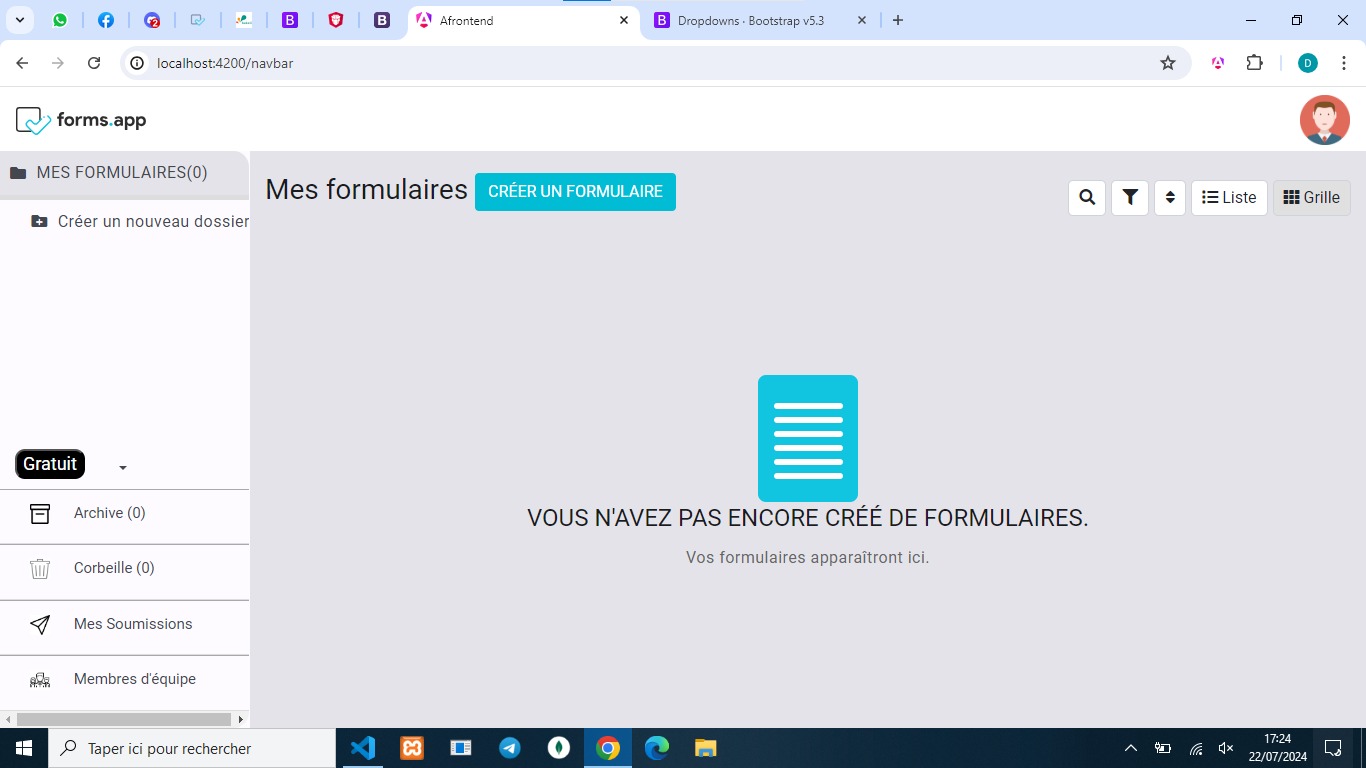 Afrontend
Dropdowns · Bootstrap v5.3
localhost:4200/navbar
D
forms.app
MES FORMULAIRES(0)
Créer un nouveau dossier
Mes formulaires
CRÉER UN FORMULAIRE
Liste
Grille
VOUS N'AVEZ PAS ENCORE CRÉÉ DE FORMULAIRES.
Vos formulaires apparaîtront ici.
Gratuit
Archive (0)
Corbeille (0)
Mes Soumissions
Membres d'équipe
Taper ici pour rechercher
17:24
22/07/2024